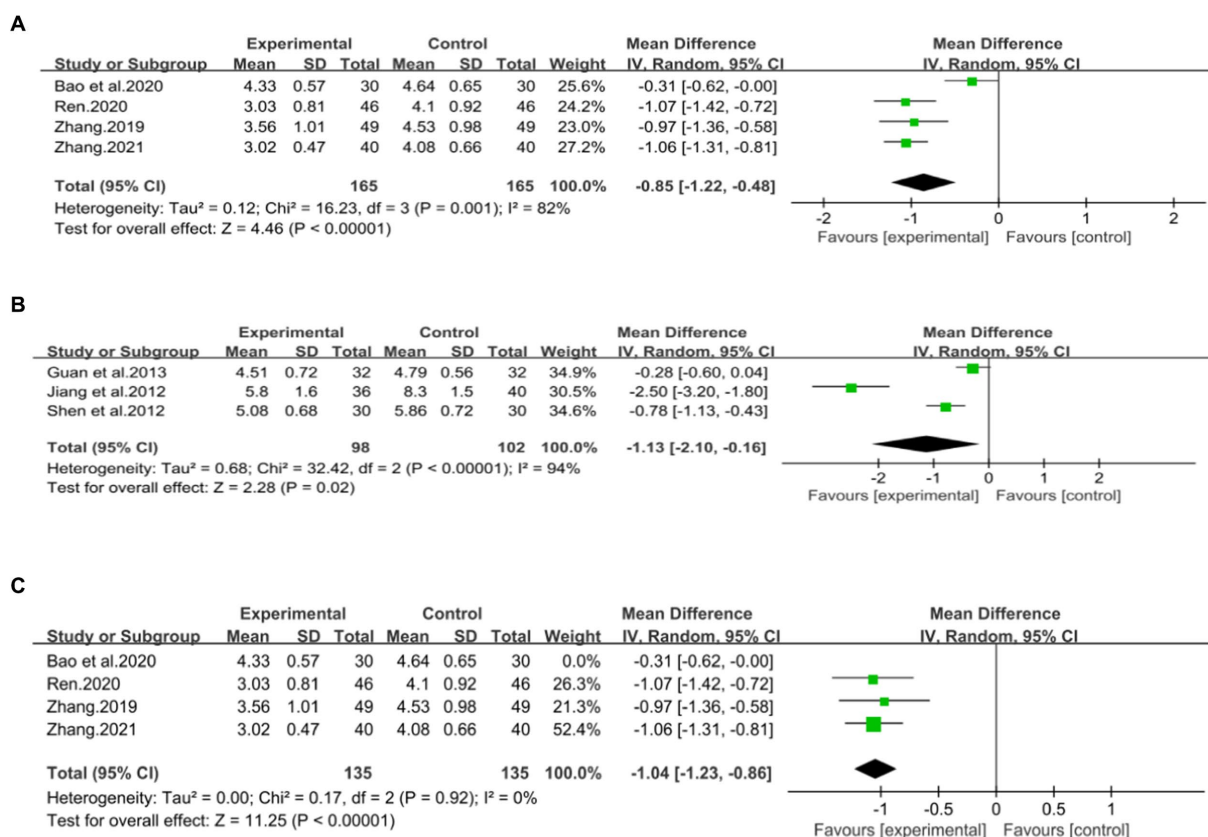 A
Experimental Control Mean Difference Mean Difference
Study or Subgroup Mean SD Total Mean SD Total Weight IV, Random, 95% CI IV, Random, 95% CI
Bao et al.2020 4.33 0.57 30 4.64 0.65 30 25.6% -0.31 [-0.62, -0.00]
Ren.2020 3.03 0.81 46 4.1 0.92 46 24.2% -1.07 [-1.42, -0.72]
Zhang.2019 3.56 1.01 49 4.53 0.98 49 23.0% -0.97 [-1.36, -0.58]
Zhang.2021 3.02 0.47 40 4.08 0.66 40 27.2% -1.06 [-1.31, -0.81]
Total (95% CI) 165 165 100.0% -0.85 [-1.22, -0.48]
Heterogeneity: Tau² = 0.12; Chi² = 16.23, df = 3 (P = 0.001); I² = 82%
Test for overall effect: Z = 4.46 (P < 0.00001)
-2 -1 0 1 2
Favours [experimental] Favours [control]
B
Experimental Control Mean Difference Mean Difference
Study or Subgroup Mean SD Total Mean SD Total Weight IV, Random, 95% CI IV, Random, 95% CI
Guan et al.2013 4.51 0.72 32 4.79 0.56 32 34.9% -0.28 [-0.60, 0.04]
Jiang et al.2012 5.8 1.6 36 8.3 1.5 40 30.5% -2.50 [-3.20, -1.80]
Shen et al.2012 5.08 0.68 30 5.86 0.72 30 34.6% -0.78 [-1.13, -0.43]
Total (95% CI) 98 102 100.0% -1.13 [-2.10, -0.16]
Heterogeneity: Tau² = 0.68; Chi² = 32.42, df = 2 (P < 0.00001); I² = 94%
Test for overall effect: Z = 2.28 (P = 0.02)
-2 -1 0 1 2
Favours [experimental] Favours [control]
C
Experimental Control Mean Difference Mean Difference
Study or Subgroup Mean SD Total Mean SD Total Weight IV, Random, 95% CI IV, Random, 95% CI
Bao et al.2020 4.33 0.57 30 4.64 0.65 30 0.0% -0.31 [-0.62, -0.00]
Ren.2020 3.03 0.81 46 4.1 0.92 46 26.3% -1.07 [-1.42, -0.72]
Zhang.2019 3.56 1.01 49 4.53 0.98 49 21.3% -0.97 [-1.36, -0.58]
Zhang.2021 3.02 0.47 40 4.08 0.66 40 52.4% -1.06 [-1.31, -0.81]
Total (95% CI) 135 135 100.0% -1.04 [-1.23, -0.86]
Heterogeneity: Tau² = 0.00; Chi² = 0.17, df = 2 (P = 0.92); I² = 0%
Test for overall effect: Z = 11.25 (P < 0.00001)
-1 -0.5 0 0.5 1
Favours [experimental] Favours [control]